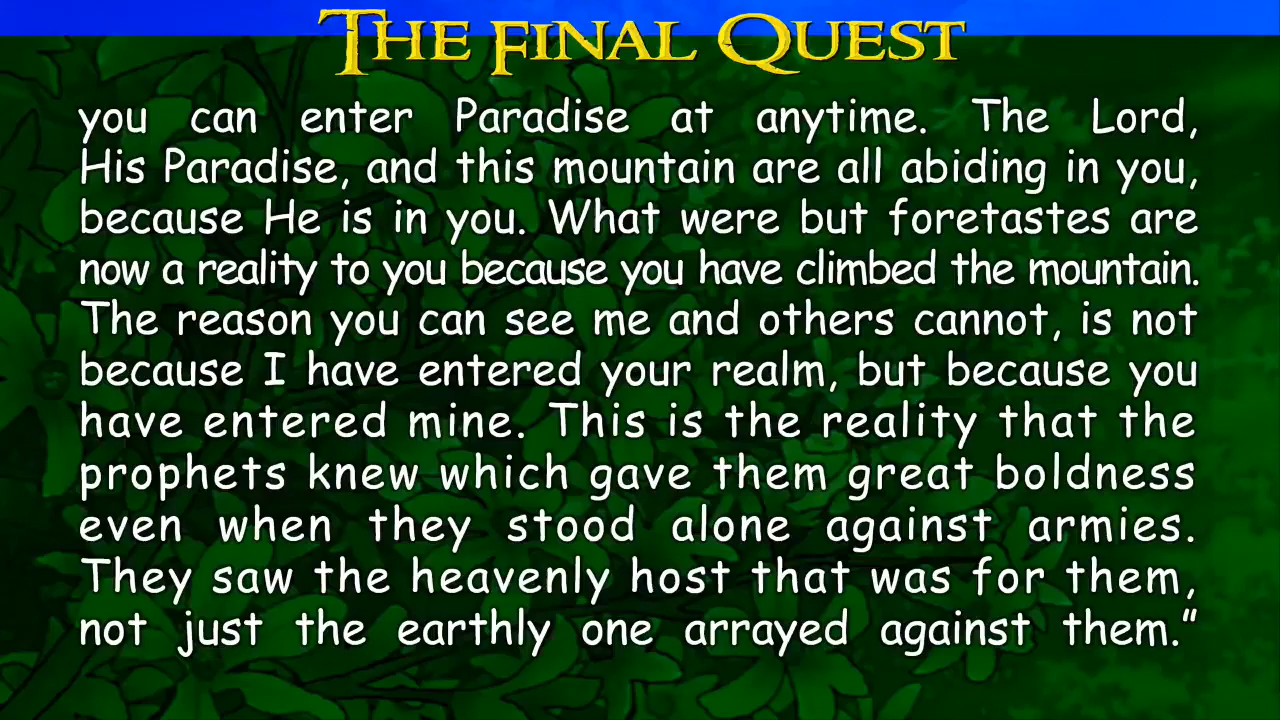 The Final Quest
you can enter Paradise at anytime. The Lord,
His Paradise, and this mountain are all abiding in you,
because He is in you. What were but foretastes are
now a reality to you because you have climbed the mountain.
The reason you can see me and others cannot, is not
because I have entered your realm, but because you
have entered mine. This is the reality that the
prophets knew which gave them great boldness
even when they stood alone against armies.
They saw the heavenly host that was for them,
not just the earthly one arrayed against them.”